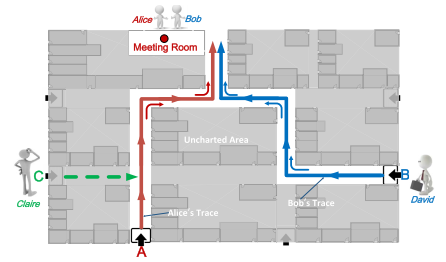 Alice Bob
Meeting Room
Uncharted Area
C
B
Claire
Alice's Trace
Bob's Trace
David
A